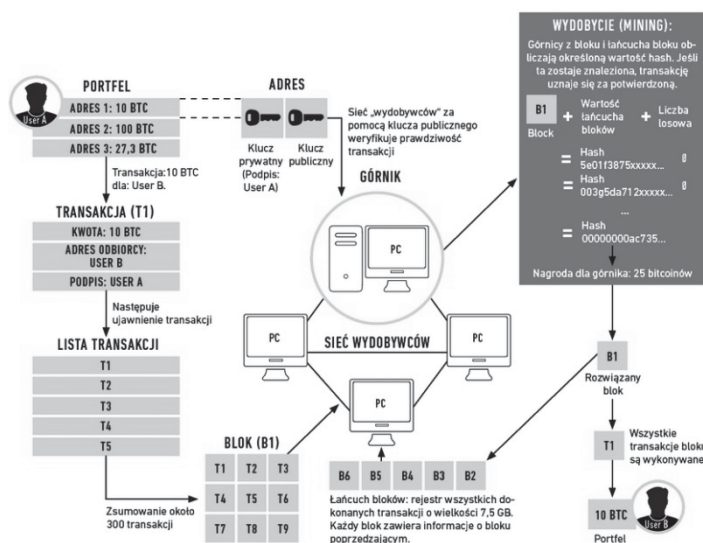 PORTFEL
User A
ADRES 1: 10 BTC
ADRES 2: 100 BTC
ADRES 3: 27,3 BTC
Transakcja:10 BTC
dla: User B.
TRANSAKCJA (T1)
KWOTA: 10 BTC
ADRES ODBIORCY:
USER B
PODPIS: USER A
Następuje
ujawnienie transakcji
LISTA TRANSAKCJI
T1
T2
T3
T4
T5
Zsumowanie około
300 transakcji
BLOK (B1)
T1 T2 T3
T4 T5 T6
T7 T8 T9
ADRES
Klucz
prywatny
(Podpis:
User A)
Klucz
publiczny
Sieć „wydobywców” za
pomocą klucza publicznego
weryfikuje prawdziwość
transakcji
GÓRNIK
PC
PC
SIEĆ WYDOBYWCÓW
PC
PC
B6 B5 B4 B3 B2
Łańcuch bloków: rejestr wszystkich do-
konanych transakcji o wielkości 7,5 GB.
Każdy blok zawiera informacje o bloku
poprzedzającym.
WYDOBYCIE (MINING):
Górnicy z bloku i łańcucha bloku obl-
iczają określoną wartość hash. Jeśli
ta zostaje znaleziona, transakcję
uznaje się za potwierdzoną.
B1
Block
+
Wartość
łańcucha
bloków
+
Liczba
losowa
= Hash
5e01f3875xxxxx... 0
= Hash
003g5da712xxxxx... 0
...
= Hash
00000000ac735...
Nagroda dla górnika: 25 bitcoinów
B1
Rozwiązany
blok
T1
Wszystkie
transakcje bloku
są wykonywane
10 BTC
User B
Portfel